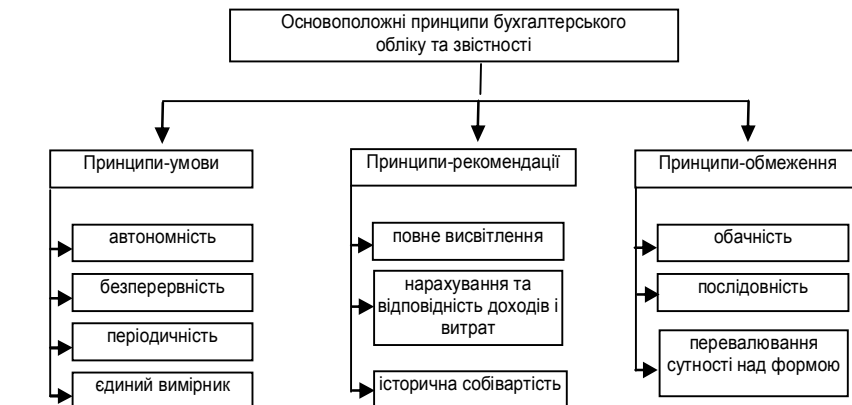 Основоположні принципи бухгалтерського
обліку та звістності
Принципи-умови
автономність
безперервність
періодичність
єдиний вимірник
Принципи-рекомендації
повне висвітлення
нарахування та
відповідність доходів і
витрат
історична собівартість
Принципи-обмеження
обачність
послідовність
перевалювання
сутності над формою